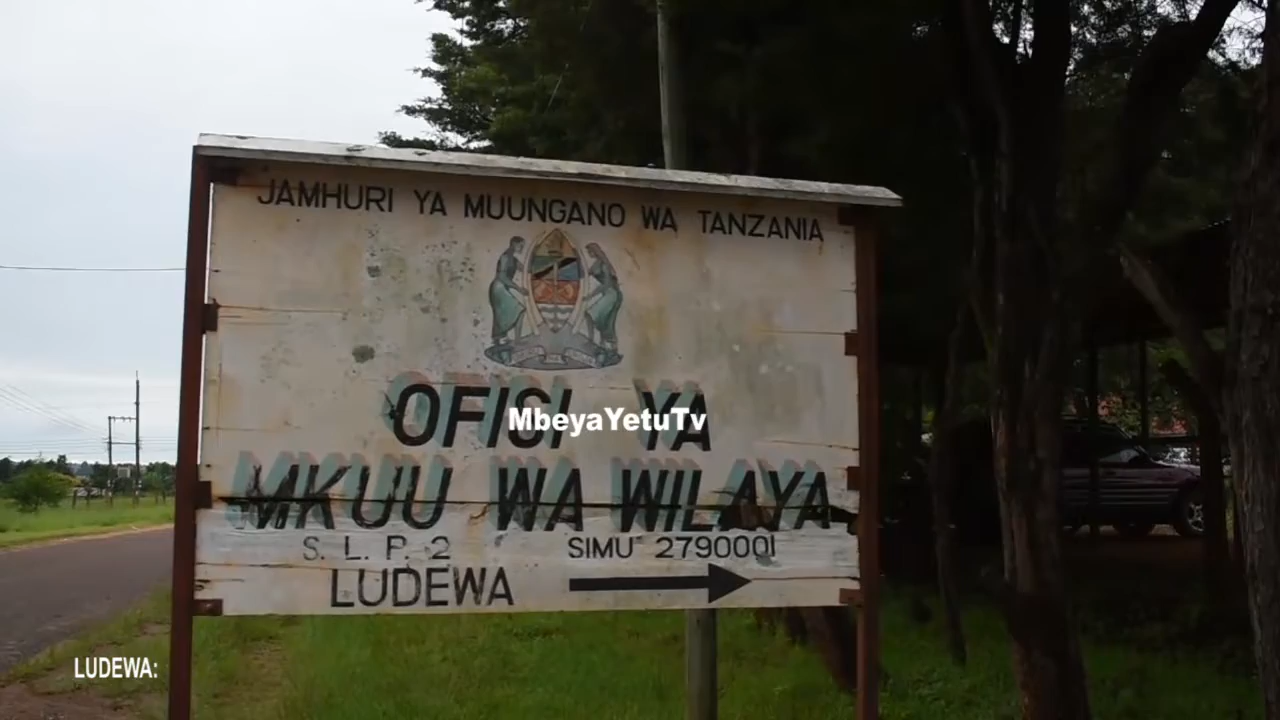 JAMHURI YA MUUNGANO WA TANZANIA
OFISI YA
MbeyaYetuTv
MKUU WA WILAYA
S. L. P. 2 SIMU 2790001
LUDEWA
LUDEWA: